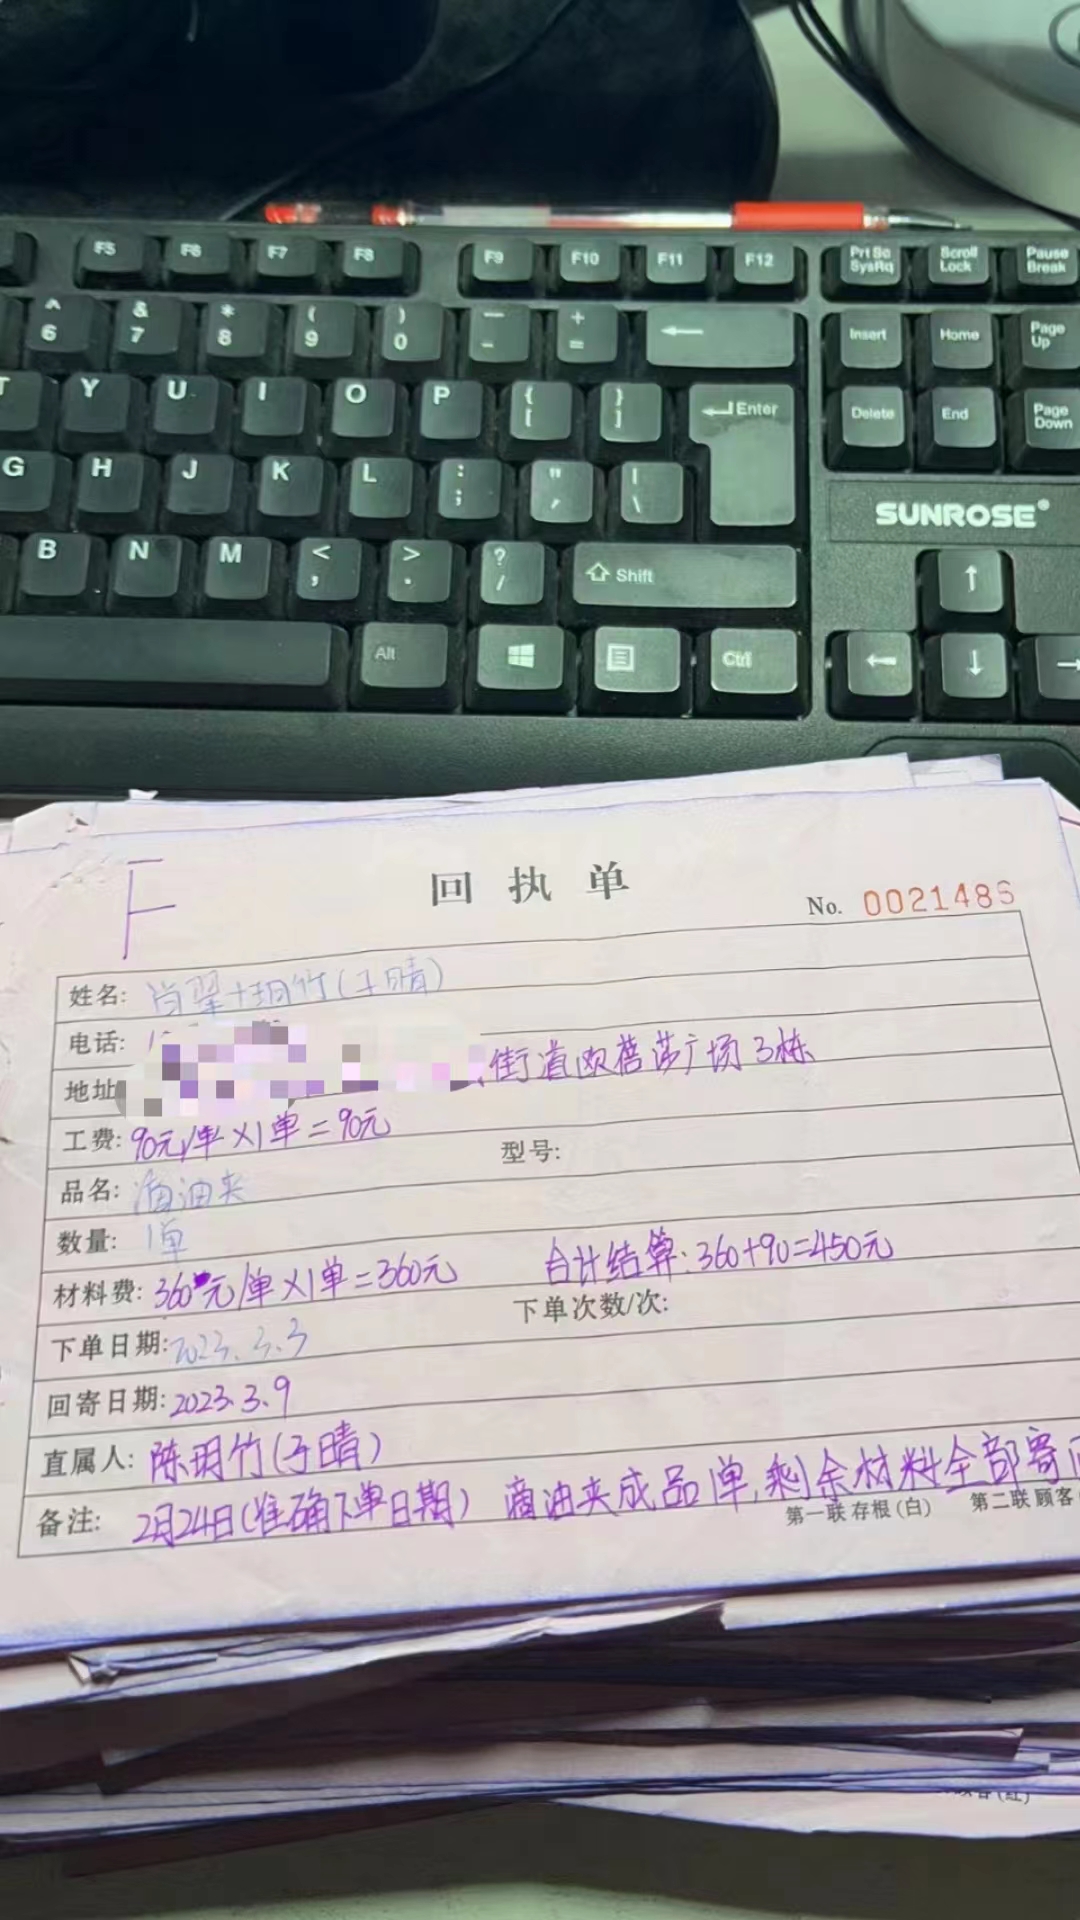 F5 F6 F7 F8 F9 F10 F11 F12 Prt Sc SysRq Scroll Lock Pause Break
^ 6 & 7 * 8 ( 9 ) 0 — - + = Insert Home Page Up
T Y U I O P { [ } ] Enter Delete End Page Down
G H J K L : ; " ' | \
SUNROSE®
B N M < , > . ? / Shift
Alt Ctrl
F
回执单
No. 002148
姓名: 肖翠+玥竹(子晴)
电话:
地址 街道欧蓓莎广场3栋
工费: 90元/单×1单=90元
型号:
品名: 滴油夹
数量: 1单
材料费: 360元/单×1单=360元 合计结算: 360+90=450元
下单次数/次:
下单日期: 2023.3.3
回寄日期: 2023.3.9
直属人: 陈玥竹(子晴)
备注: 2月24日(准确下单日期) 滴油夹成品1单,剩余材料全部寄
第一联 存根(白) 第二联 顾客